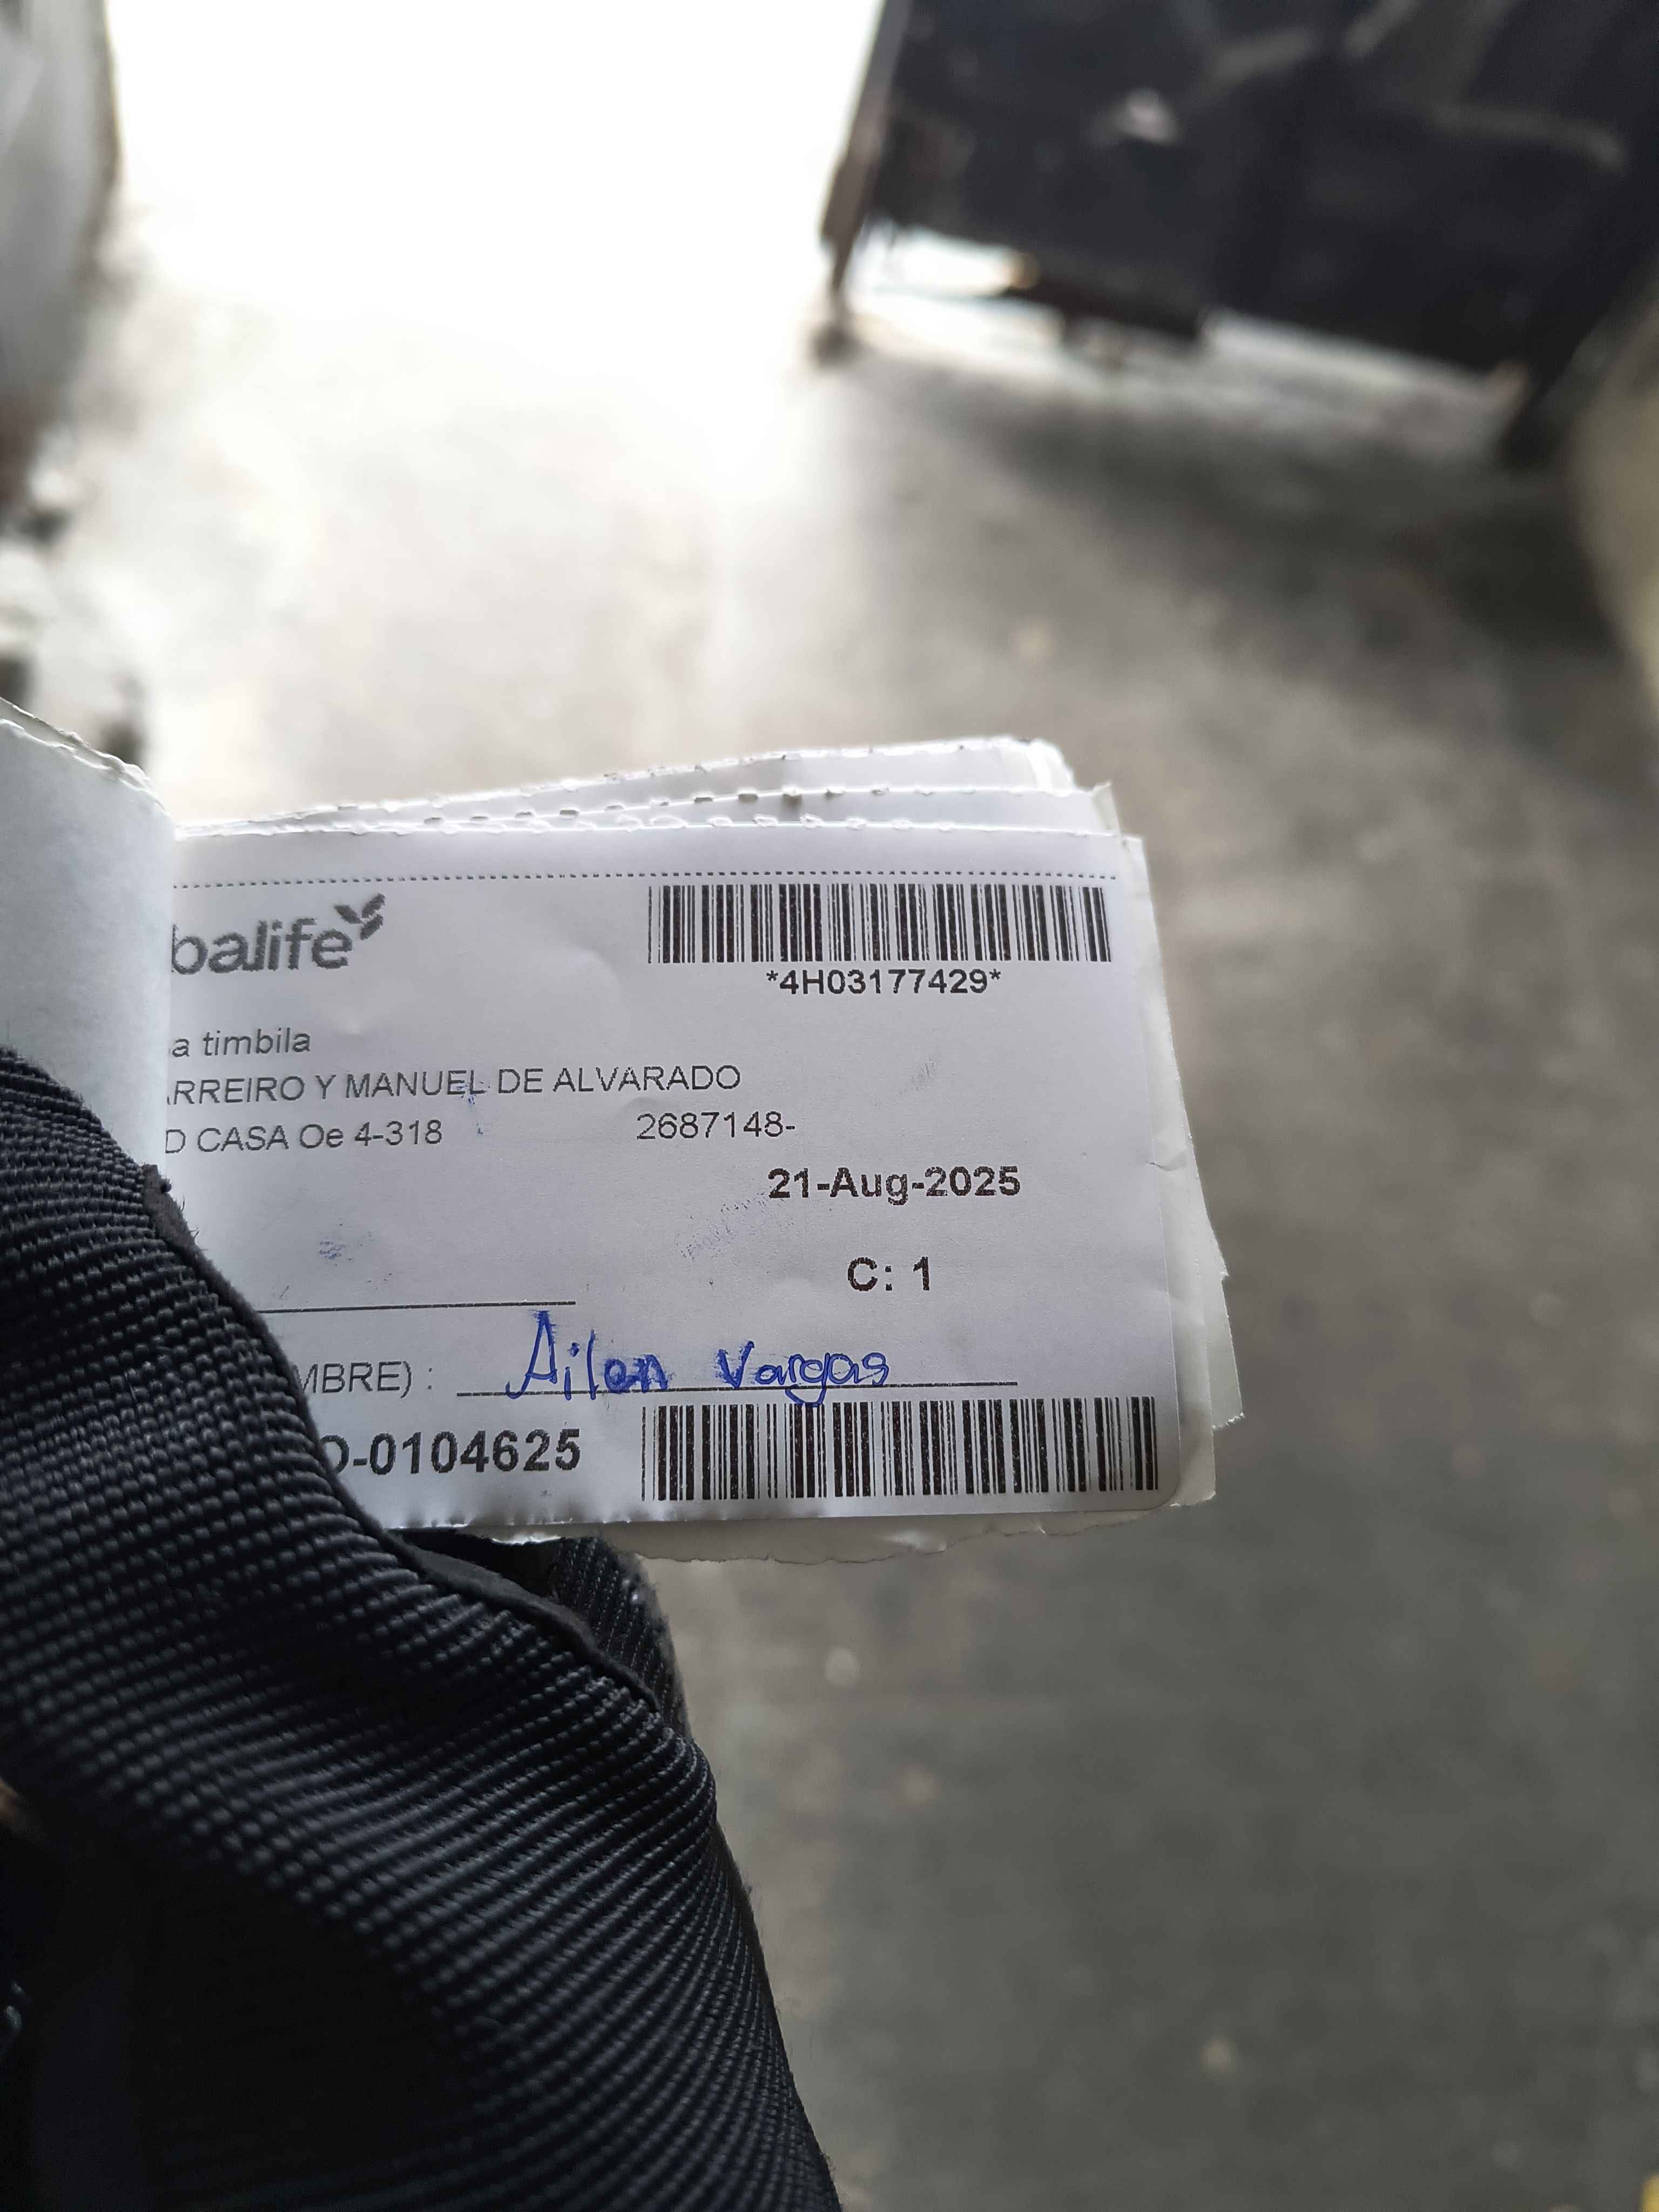 balife
*4H03177429*
a timbila
ARREIRO Y MANUEL DE ALVARADO
D CASA Oe 4-318 2687148-
21-Aug-2025
C: 1
MBRE) : Ailen Vargas
O-0104625